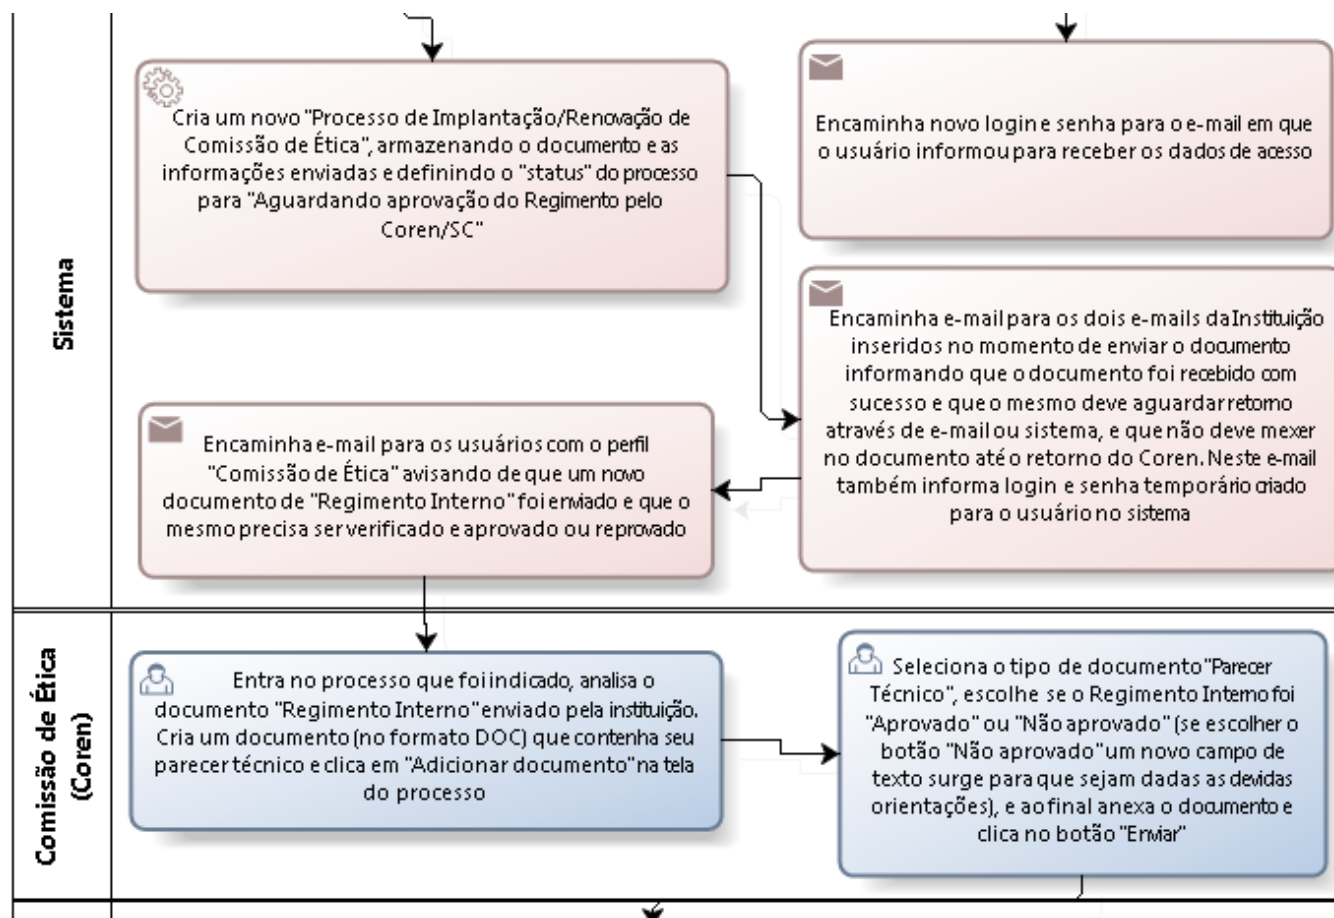 Sistema
Cria um novo "Processo de Implantação/Renovação de
Comissão de Ética", armazenando o documento e as
informações enviadas e definindo o "status" do processo
para "Aguardando aprovação do Regimento pelo
Coren/SC"
Encaminha novo login e senha para o e-mail em que
o usuário informou para receber os dados de acesso
Encaminha e-mail para os dois e-mails da Instituição
inseridos no momento de enviar o documento
informando que o documento foi recebido com
sucesso e que o mesmo deve aguardar retorno
através de e-mail ou sistema, e que não deve mexer
no documento até o retorno do Coren. Neste e-mail
também informa login e senha temporário criado
para o usuário no sistema
Encaminha e-mail para os usuários com o perfil
"Comissão de Ética" avisando de que um novo
documento de "Regimento Interno" foi enviado e que o
mesmo precisa ser verificado e aprovado ou reprovado
Comissão de Ética
(Coren)
Entra no processo que foi indicado, analisa o
documento "Regimento Interno" enviado pela instituição.
Cria um documento (no formato DOC) que contenha seu
parecer técnico e clica em "Adicionar documento" na tela
do processo
Seleciona o tipo de documento "Parecer
Técnico", escolhe se o Regimento Interno foi
"Aprovado" ou "Não aprovado" (se escolher o
botão "Não aprovado" um novo campo de
texto surge para que sejam dadas as devidas
orientações), e ao final anexa o documento e
clica no botão "Enviar"